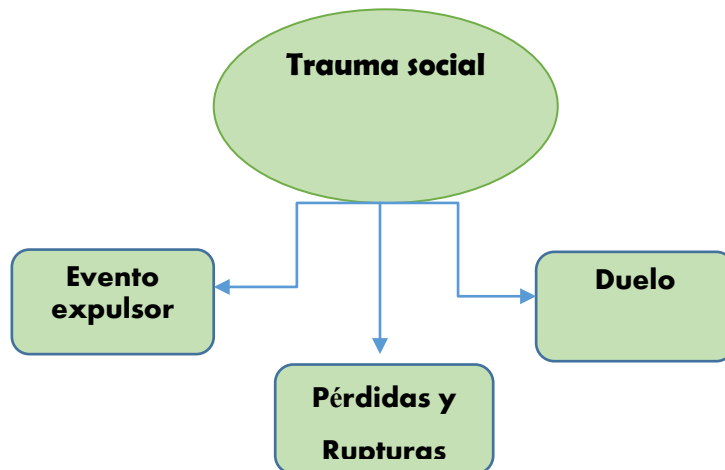 Trauma social
Evento
expulsor
Duelo
Pérdidas y
Rupturas